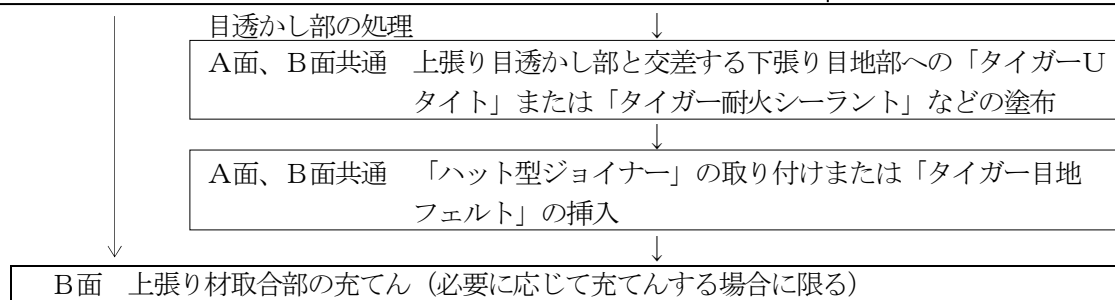 目透かし部の処理
↓
A面、B面共通　上張り目透かし部と交差する下張り目地部への「タイガーU
タイト」または「タイガー耐火シーラント」などの塗布
↓
A面、B面共通　「ハット型ジョイナー」の取り付けまたは「タイガー目地
フェルト」の挿入
↓
B面　上張り材取合部の充てん（必要に応じて充てんする場合に限る）